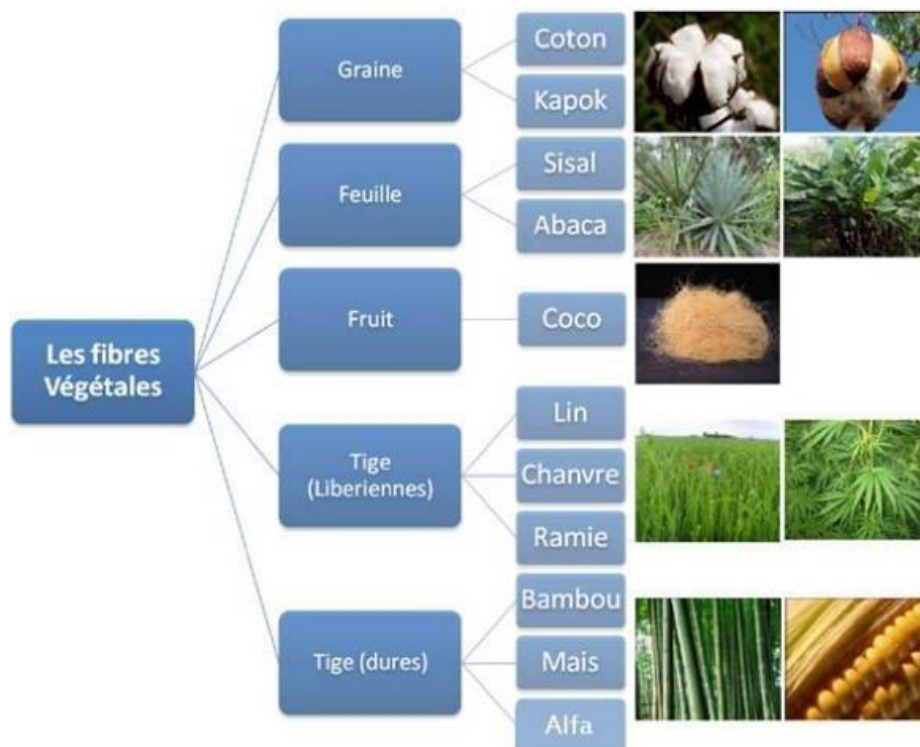 Les fibres
Végétales
Graine
Coton
Kapok
Feuille
Sisal
Abaca
Fruit
Coco
Tige
(Liberiennes)
Lin
Chanvre
Ramie
Tige (dures)
Bambou
Mais
Alfa